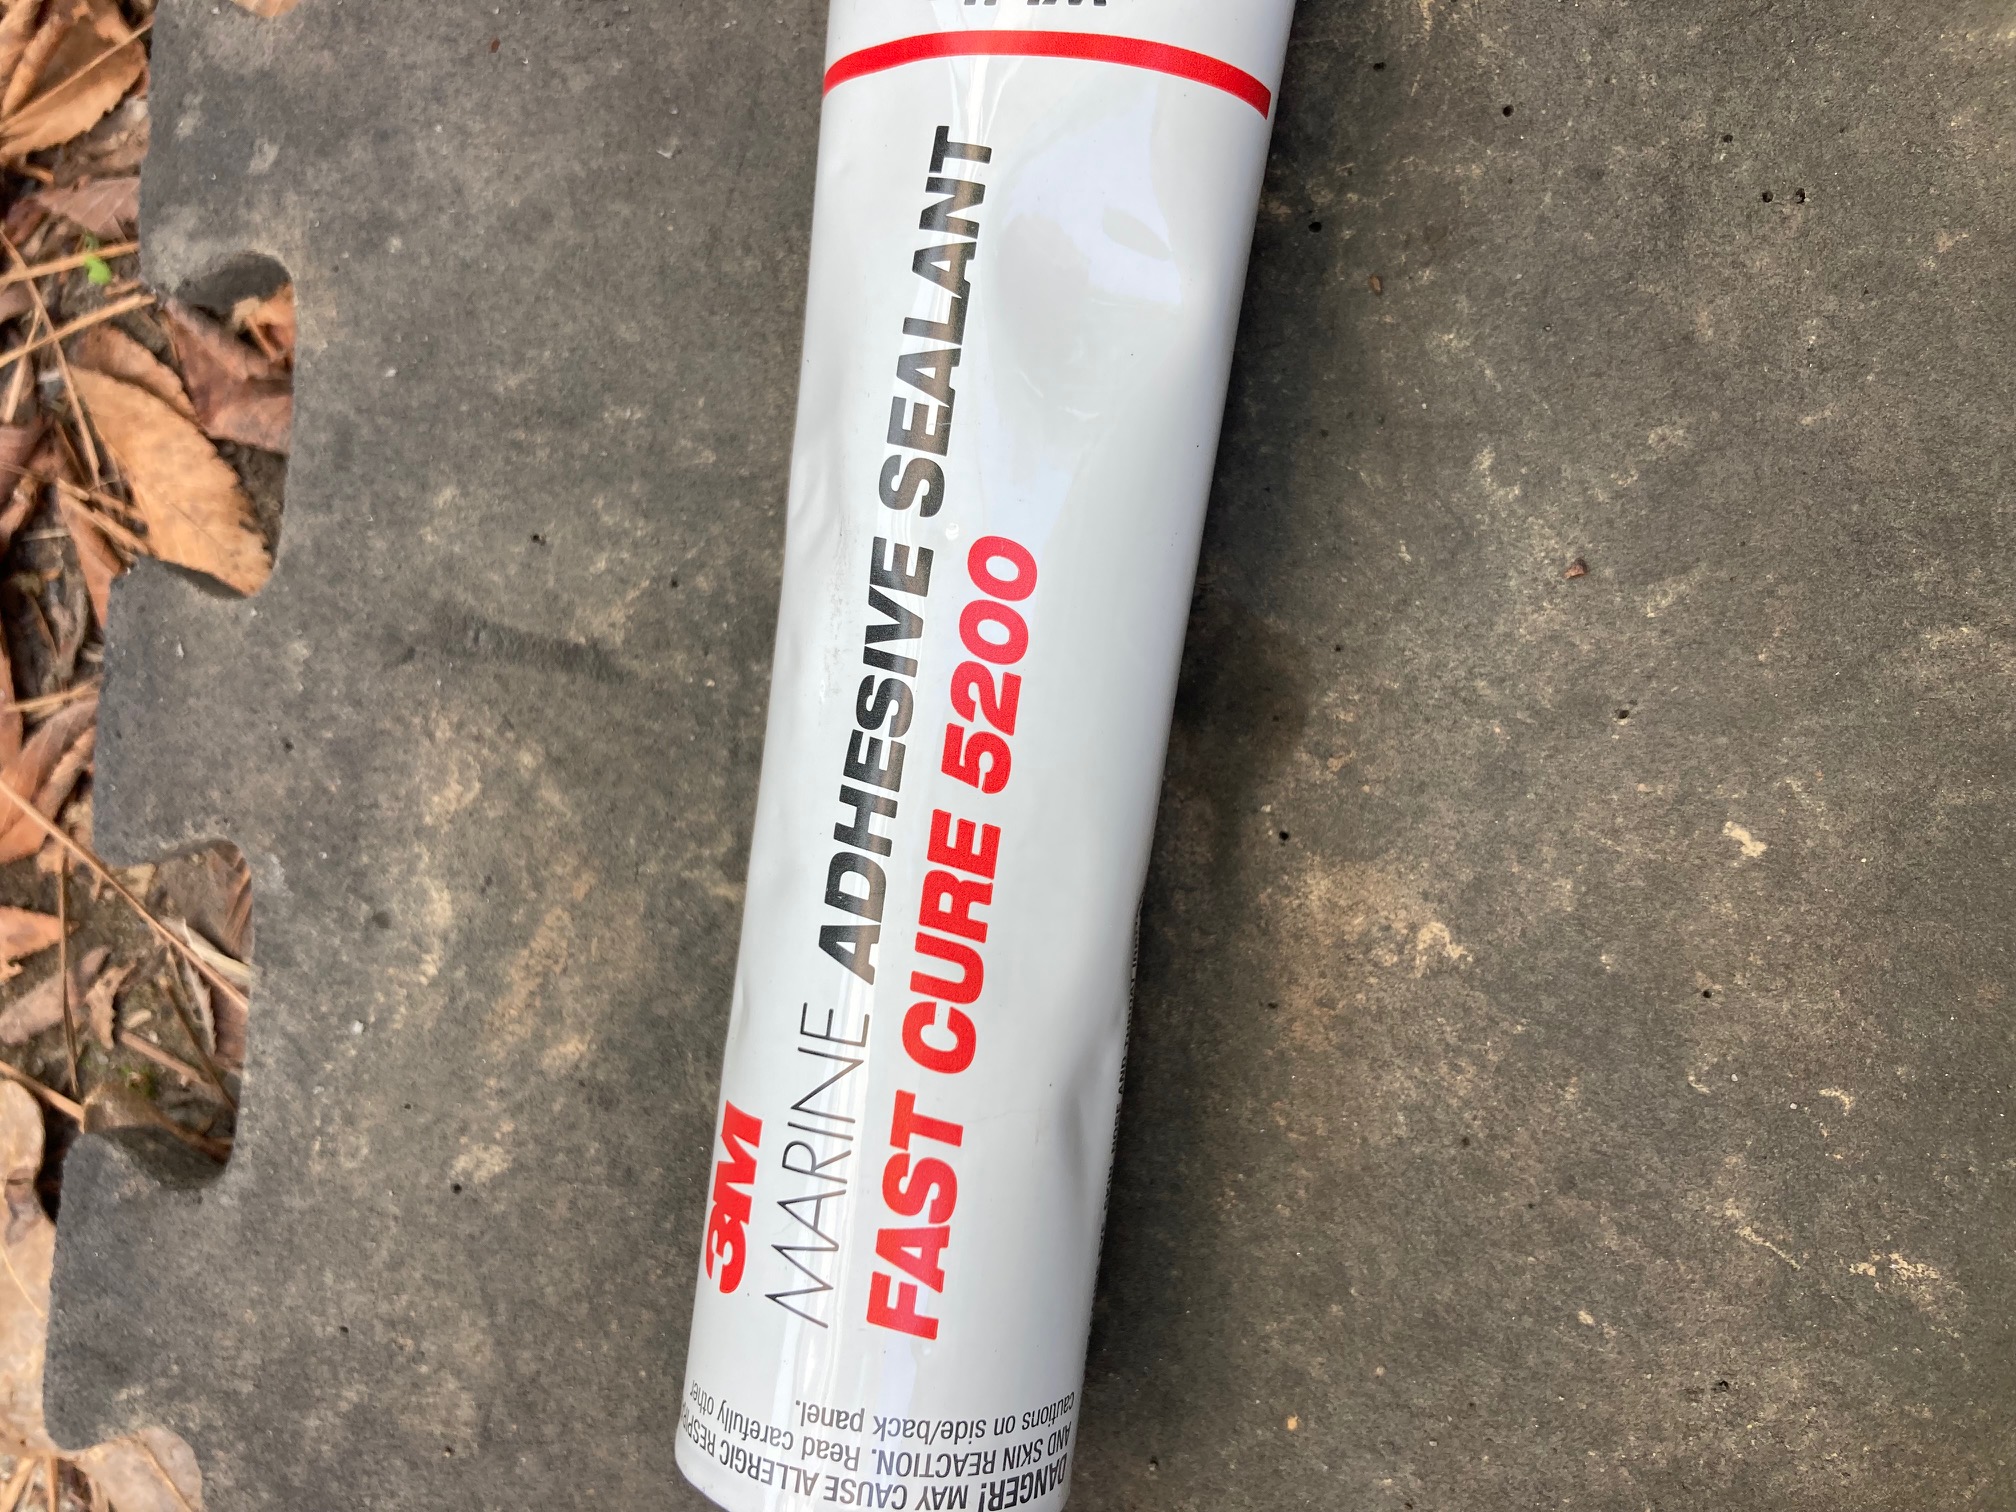 3M
MARINE ADHESIVE SEALANT
FAST CURE 5200
DANGER! MAY CAUSE ALLERGIC
AND SKIN REACTION. Read carefully other
cautions on side/back panel.